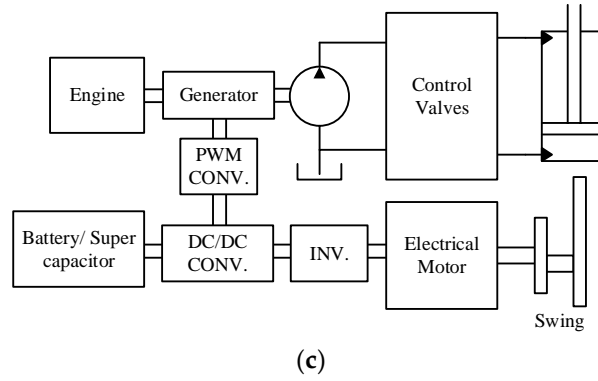 Engine
Generator
Control
Valves
PWM
CONV.
Battery/ Super
capacitor
DC/DC
CONV.
INV.
Electrical
Motor
Swing
(c)